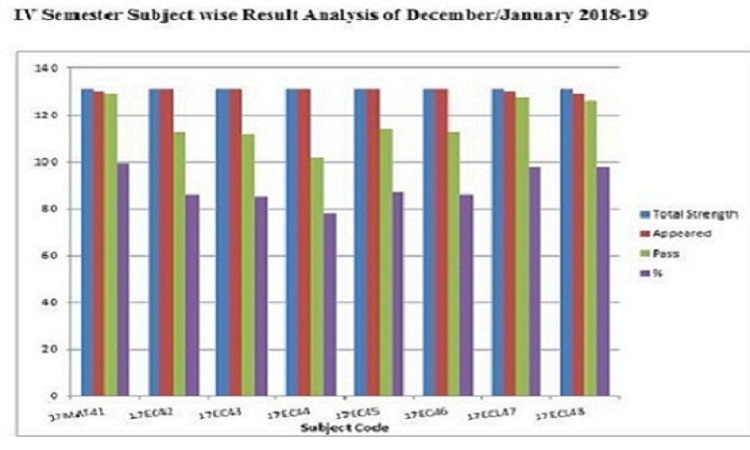 IV Semester Subject wise Result Analysis of December/January 2018-19
140
120
100
80
60
40
20
0
17MAT41 17EC42 17EC43 17EC44 17EC45 17EC46 17ECL47 17ECL48
Subject Code
Total Strength
Appeared
Pass
%